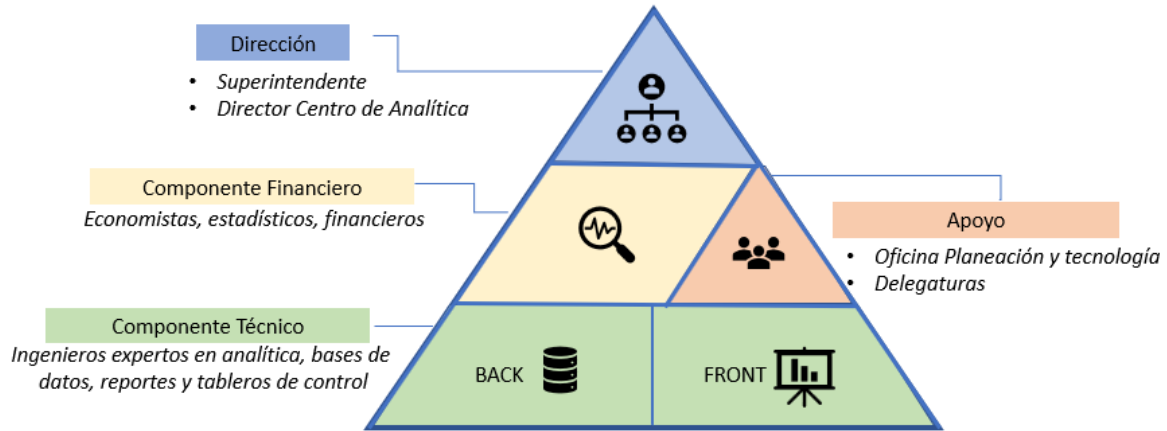 Dirección
• Superintendente
• Director Centro de Analítica
Componente Financiero
Economistas, estadísticos, financieros
Apoyo
• Oficina Planeación y tecnología
• Delegaturas
Componente Técnico
Ingenieros expertos en analítica, bases de
datos, reportes y tableros de control
BACK
FRONT